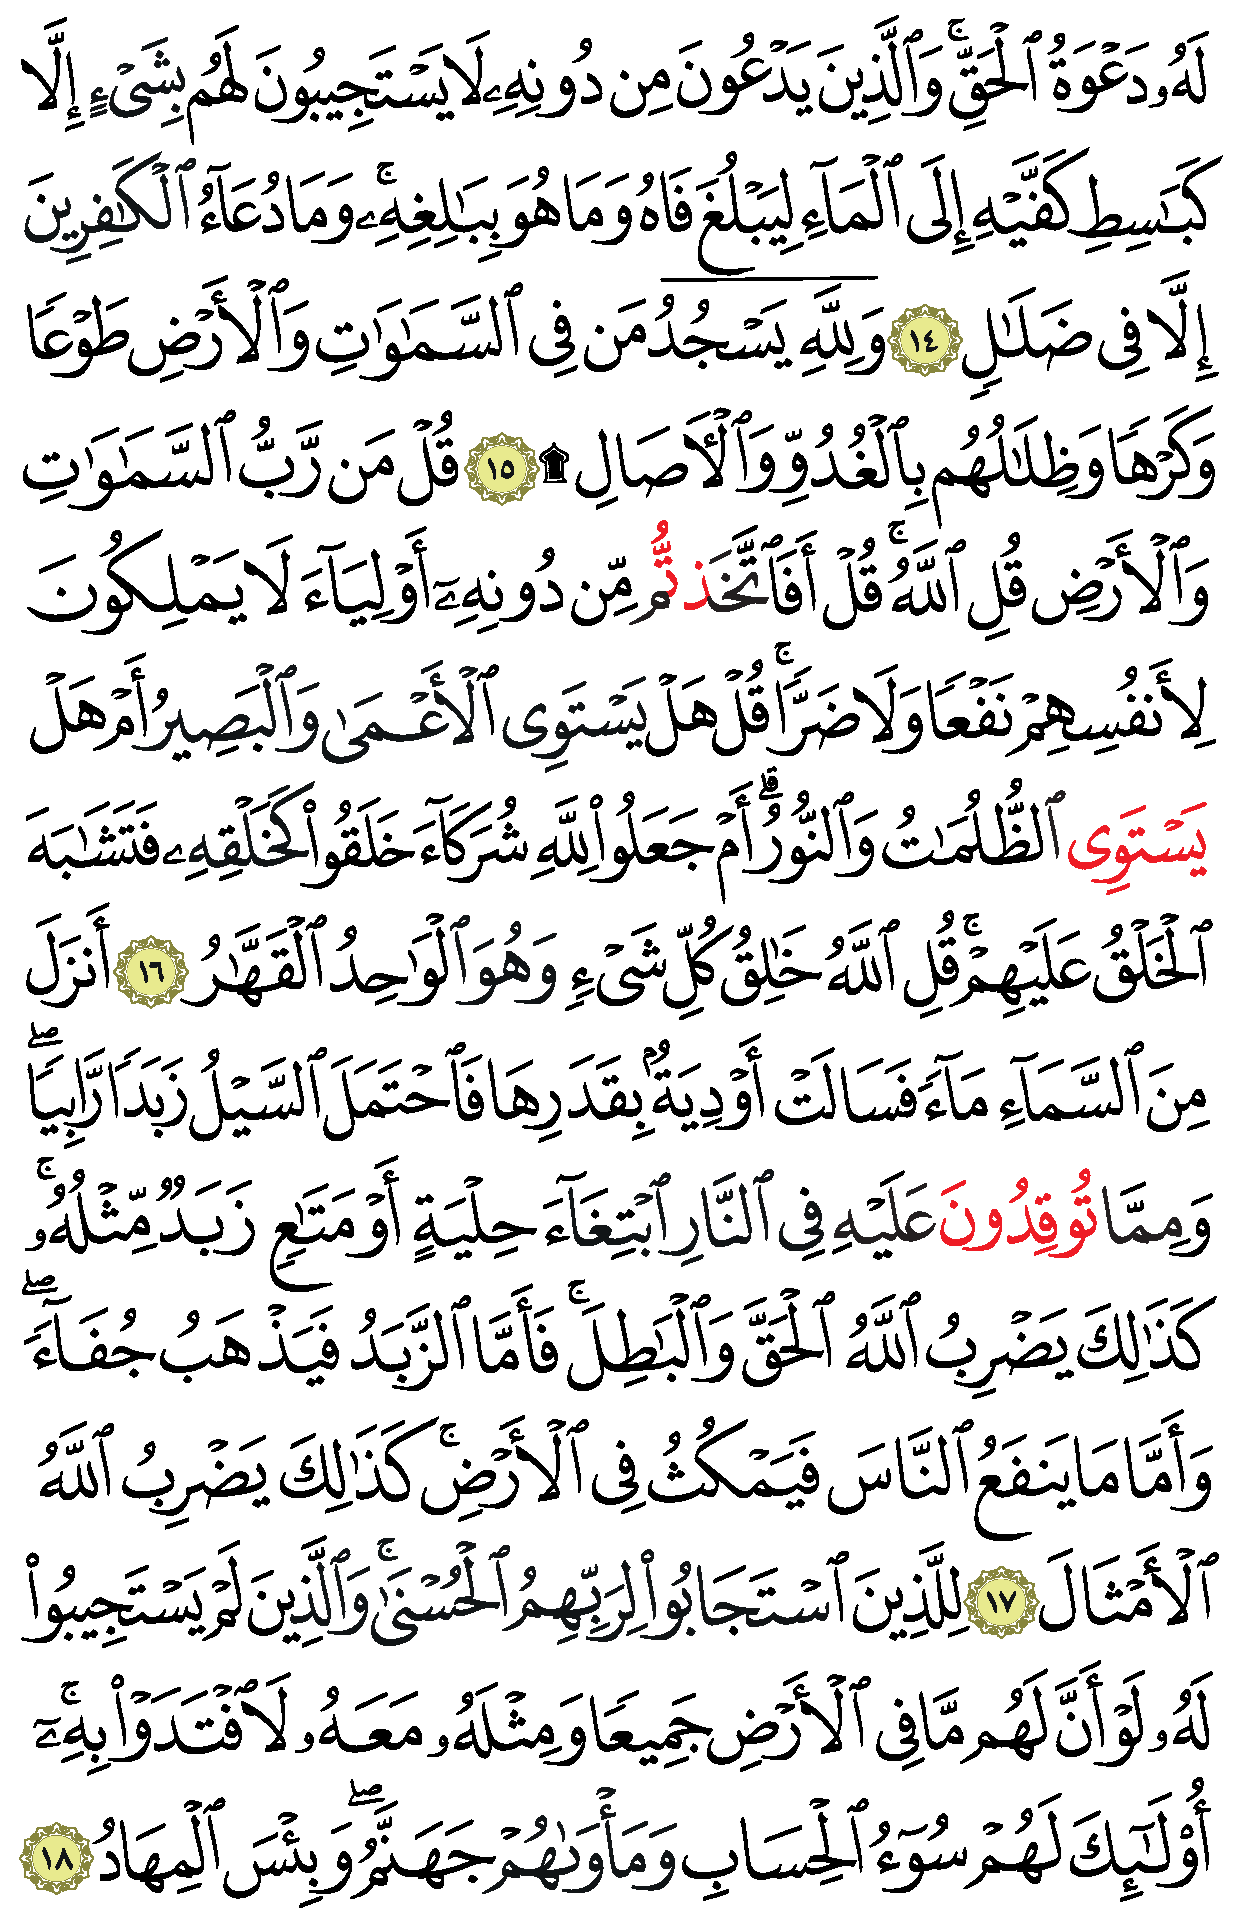 لَهُۥ دَعۡوَةُ ٱلۡحَقِّۚ وَٱلَّذِينَ يَدۡعُونَ مِن دُونِهِۦ لَا يَسۡتَجِيبُونَ لَهُم بِشَيۡءٍ إِلَّا
كَبَٰسِطِ كَفَّيۡهِ إِلَى ٱلۡمَآءِ لِيَبۡلُغَ فَاهُ وَمَا هُوَ بِبَٰلِغِهِۦۚ وَمَا دُعَآءُ ٱلۡكَٰفِرِينَ
إِلَّا فِي ضَلَٰلٖ ١٤ وَلِلَّهِ يَسۡجُدُۤ مَن فِي ٱلسَّمَٰوَٰتِ وَٱلۡأَرۡضِ طَوۡعٗا
وَكَرۡهٗا وَظِلَٰلُهُم بِٱلۡغُدُوِّ وَٱلۡأٓصَالِ ۩ ١٥ قُلۡ مَن رَّبُّ ٱلسَّمَٰوَٰتِ
وَٱلۡأَرۡضِ قُلِ ٱللَّهُۚ قُلۡ أَفَٱتَّخَذتُّم مِّن دُونِهِۦٓ أَوۡلِيَآءَ لَا يَمۡلِكُونَ
لِأَنفُسِهِمۡ نَفۡعٗا وَلَا ضَرّٗاۚ قُلۡ هَلۡ يَسۡتَوِي ٱلۡأَعۡمَىٰ وَٱلۡبَصِيرُ أَمۡ هَلۡ
يَسۡتَوِي ٱلظُّلُمَٰتُ وَٱلنُّورُۗ أَمۡ جَعَلُواْ لِلَّهِ شُرَكَآءَ خَلَقُواْ كَخَلۡقِهِۦ فَتَشَٰبَهَ
ٱلۡخَلۡقُ عَلَيۡهِمۡۚ قُلِ ٱللَّهُ خَٰلِقُ كُلِّ شَيۡءٖ وَهُوَ ٱلۡوَٰحِدُ ٱلۡقَهَّٰرُ ١٦ أَنزَلَ
مِنَ ٱلسَّمَآءِ مَآءٗ فَسَالَتۡ أَوۡدِيَةُۢ بِقَدَرِهَا فَٱحۡتَمَلَ ٱلسَّيۡلُ زَبَدٗا رَّابِيٗاۖ
وَمِمَّا تُوقِدُونَ عَلَيۡهِ فِي ٱلنَّارِ ٱبۡتِغَآءَ حِلۡيَةٍ أَوۡ مَتَٰعٖ زَبَدٞ مِّثۡلُهُۥۚ
كَذَٰلِكَ يَضۡرِبُ ٱللَّهُ ٱلۡحَقَّ وَٱلۡبَٰطِلَۚ فَأَمَّا ٱلزَّبَدُ فَيَذۡهَبُ جُفَآءٗۖ
وَأَمَّا مَا يَنفَعُ ٱلنَّاسَ فَيَمۡكُثُ فِي ٱلۡأَرۡضِۚ كَذَٰلِكَ يَضۡرِبُ ٱللَّهُ
ٱلۡأَمۡثَالَ ١٧ لِلَّذِينَ ٱسۡتَجَابُواْ لِرَبِّهِمُ ٱلۡحُسۡنَىٰۚ وَٱلَّذِينَ لَمۡ يَسۡتَجِيبُواْ
لَهُۥ لَوۡ أَنَّ لَهُم مَّا فِي ٱلۡأَرۡضِ جَمِيعٗا وَمِثۡلَهُۥ مَعَهُۥ لَٱفۡتَدَوۡاْ بِهِۦٓۚ
أُوْلَٰٓئِكَ لَهُمۡ سُوٓءُ ٱلۡحِسَابِ وَمَأۡوَىٰهُمۡ جَهَنَّمُۖ وَبِئۡسَ ٱلۡمِهَادُ ١٨